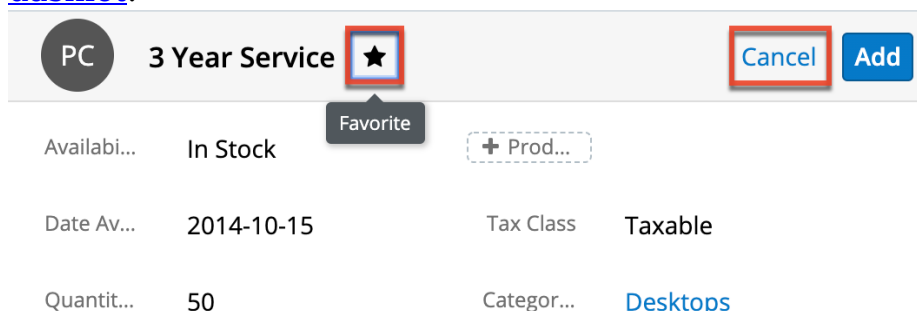 PC 3 Year Service Cancel Add
Favorite
Availabi... In Stock + Prod...
Date Av... 2014-10-15 Tax Class Taxable
Quantit... 50 Categor... Desktops